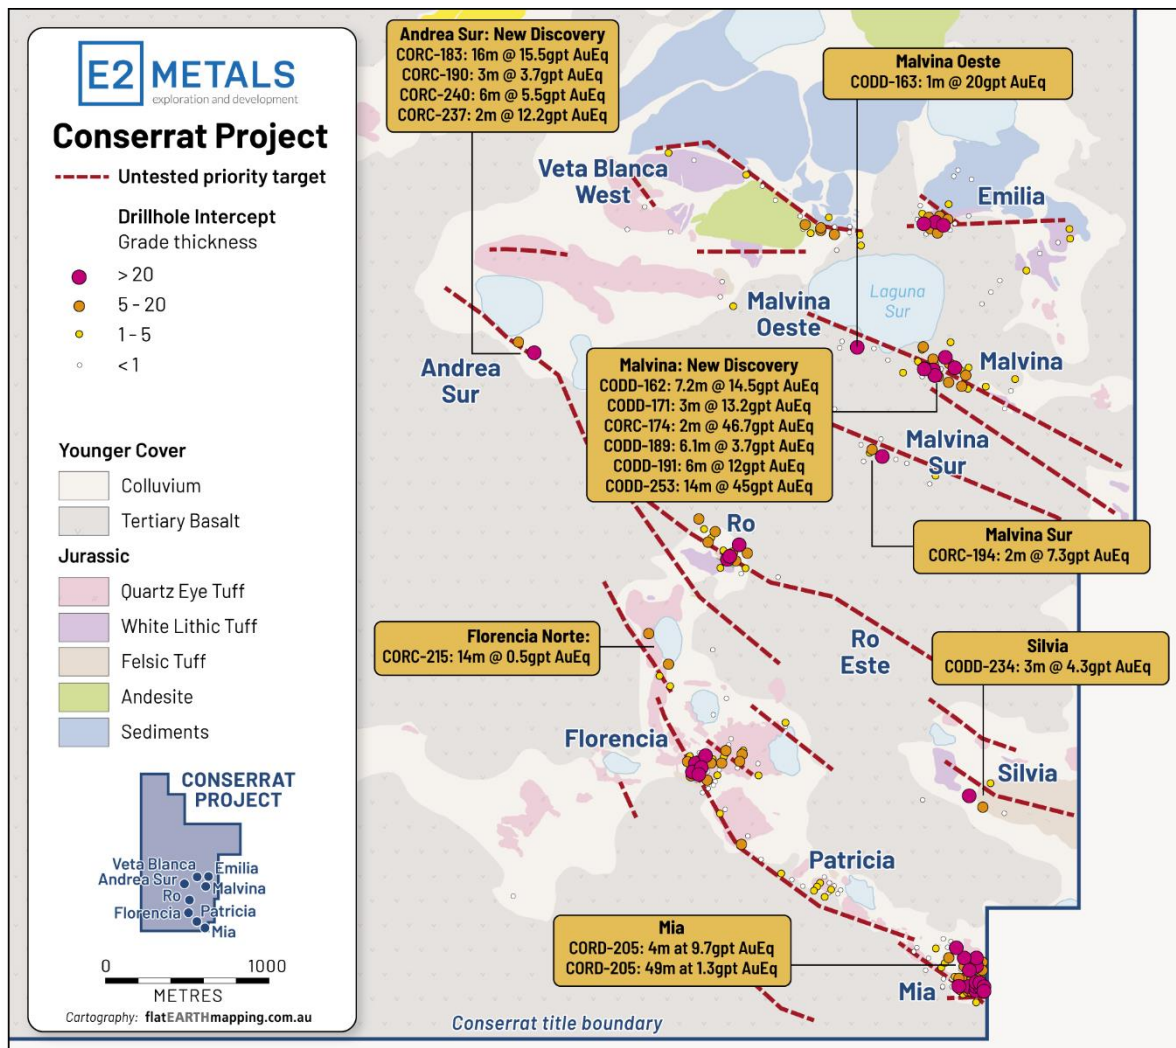 E2 METALS
exploration and development
Conserrat Project
Untested priority target
Drillhole Intercept
Grade thickness
> 20
5 - 20
1 - 5
< 1
Younger Cover
Colluvium
Tertiary Basalt
Jurassic
Quartz Eye Tuff
White Lithic Tuff
Felsic Tuff
Andesite
Sediments
CONSERRAT
PROJECT
Veta Blanca
Emilia
Andrea Sur
Malvina
Ro
Florencia
Patricia
Mia
0 1000
METRES
Cartography: flatEARTHmapping.com.au
Andrea Sur: New Discovery
CORC-183: 16m @ 15.5gpt AuEq
CORC-190: 3m @ 3.7gpt AuEq
CORC-240: 6m @ 5.5gpt AuEq
CORC-237: 2m @ 12.2gpt AuEq
Malvina Oeste
CODD-163: 1m @ 20gpt AuEq
Veta Blanca
West
Emilia
Laguna
Sur
Malvina
Oeste
Andrea
Sur
Malvina
Malvina: New Discovery
CODD-162: 7.2m @ 14.5gpt AuEq
CODD-171: 3m @ 13.2gpt AuEq
CORC-174: 2m @ 46.7gpt AuEq
CODD-189: 6.1m @ 3.7gpt AuEq
CODD-191: 6m @ 12gpt AuEq
CODD-253: 14m @ 45gpt AuEq
Malvina
Sur
Ro
Malvina Sur
CORC-194: 2m @ 7.3gpt AuEq
Florencia Norte:
CORC-215: 14m @ 0.5gpt AuEq
Ro
Este
Silvia
CODD-234: 3m @ 4.3gpt AuEq
Florencia
Silvia
Patricia
Mia
CORD-205: 4m at 9.7gpt AuEq
CORD-205: 49m at 1.3gpt AuEq
Mia
Conserrat title boundary